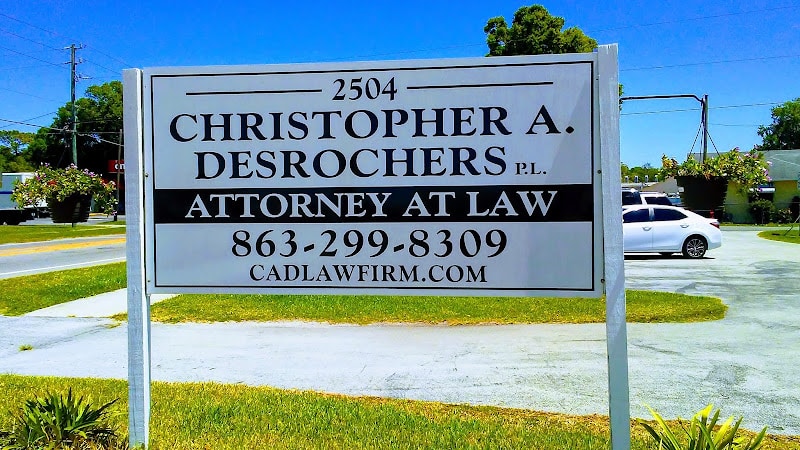 2504
CHRISTOPHER A.
DESROCHERS P.L.
ATTORNEY AT LAW
863-299-8309
CADLAWFIRM.COM